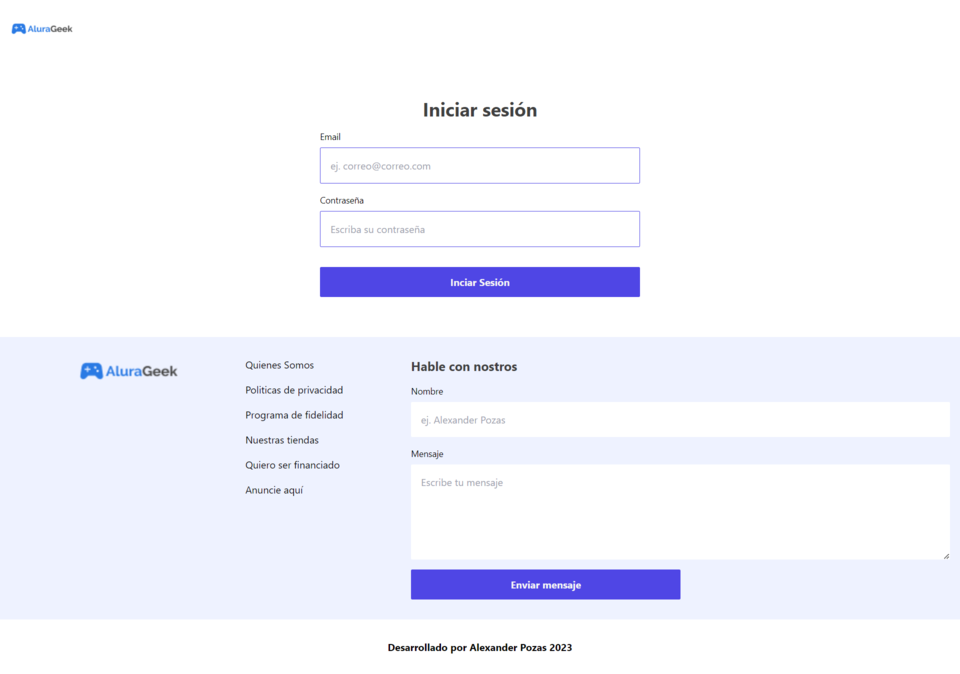 AluraGeek
Iniciar sesión
Email
ej. correo@correo.com
Contraseña
Escriba su contraseña
Inciar Sesión
AluraGeek
Quienes Somos
Politicas de privacidad
Programa de fidelidad
Nuestras tiendas
Quiero ser financiado
Anuncie aquí
Hable con nostros
Nombre
ej. Alexander Pozas
Mensaje
Escribe tu mensaje
Enviar mensaje
Desarrollado por Alexander Pozas 2023